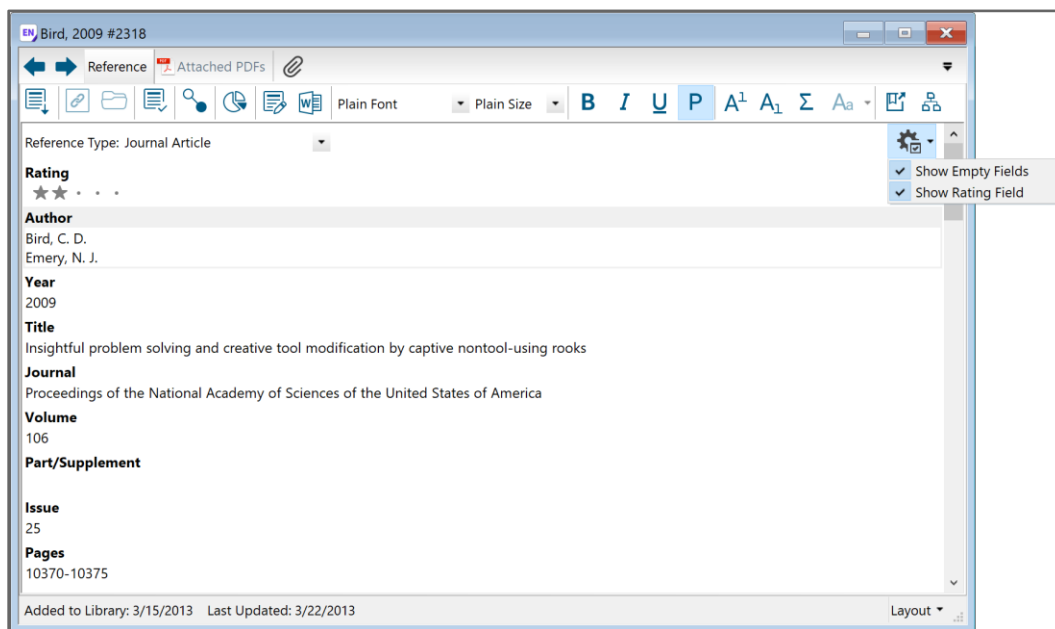 EN Bird, 2009 #2318
Reference PDF Attached PDFs
W Plain Font Plain Size B I U P A1 A1 Σ Aa
Reference Type: Journal Article
Show Empty Fields
Show Rating Field
Rating
Author
Bird, C. D.
Emery, N. J.
Year
2009
Title
Insightful problem solving and creative tool modification by captive nontool-using rooks
Journal
Proceedings of the National Academy of Sciences of the United States of America
Volume
106
Part/Supplement
Issue
25
Pages
10370-10375
Added to Library: 3/15/2013 Last Updated: 3/22/2013 Layout